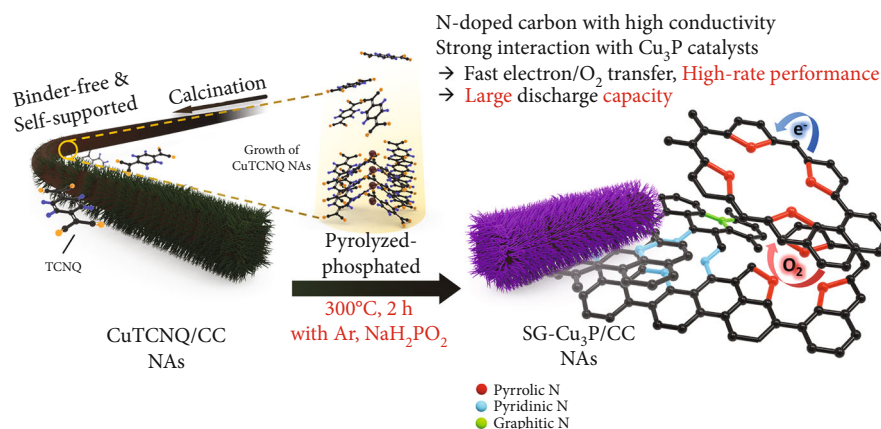 N-doped carbon with high conductivity
Strong interaction with Cu₃P catalysts
→ Fast electron/O₂ transfer, High-rate performance
→ Large discharge capacity
Binder-free &
Self-supported
Calcination
Growth of
CuTCNQ NAs
TCNQ
CuTCNQ/CC
NAs
Pyrolyzed-
phosphated
300°C, 2 h
with Ar, NaH₂PO₂
e⁻
O₂
SG-Cu₃P/CC
NAs
Pyrrolic N
Pyridinic N
Graphitic N